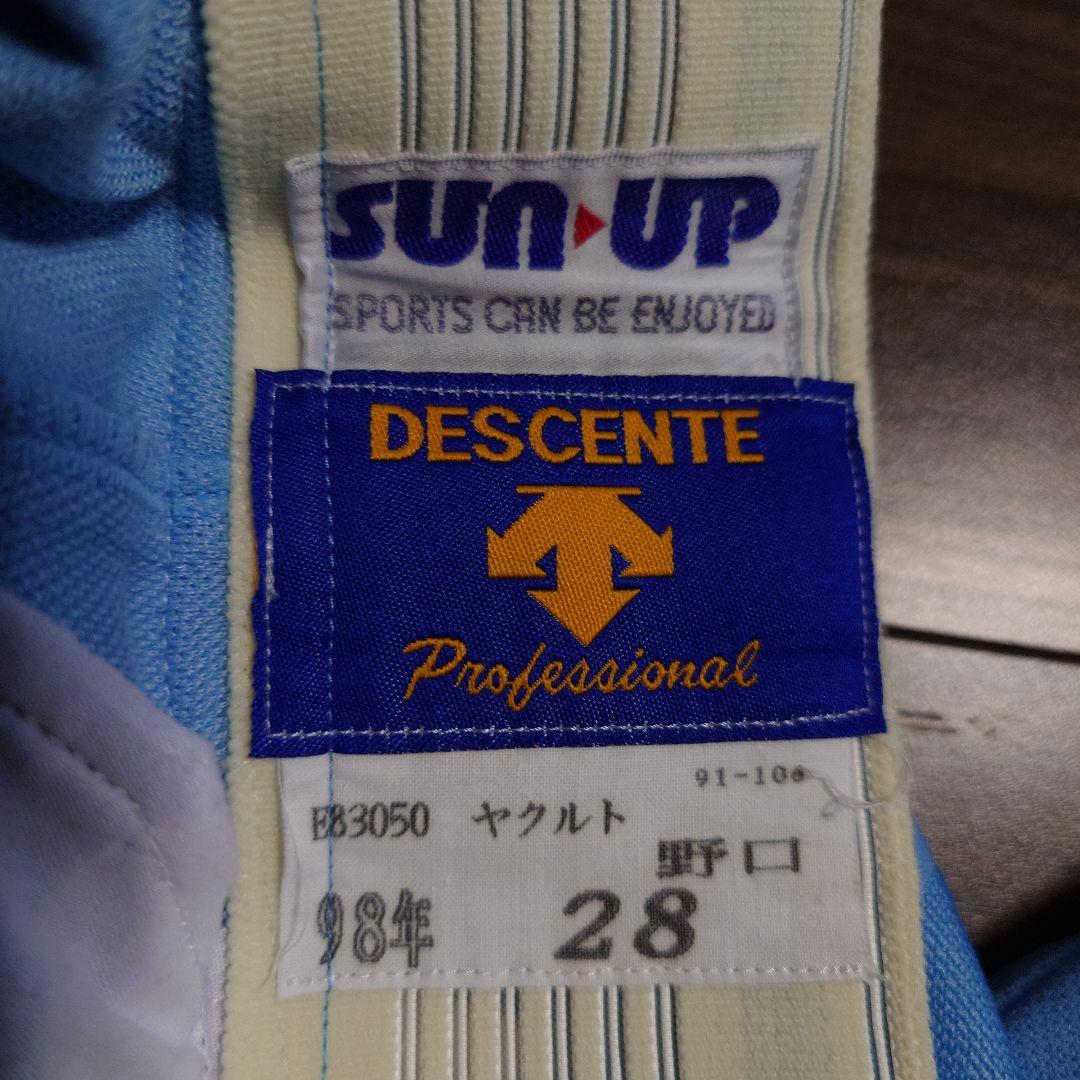 SUN UP
SPORTS CAN BE ENJOYED
DESCENTE
Professional
91-106
E83050 ヤクルト
野口
98年 28